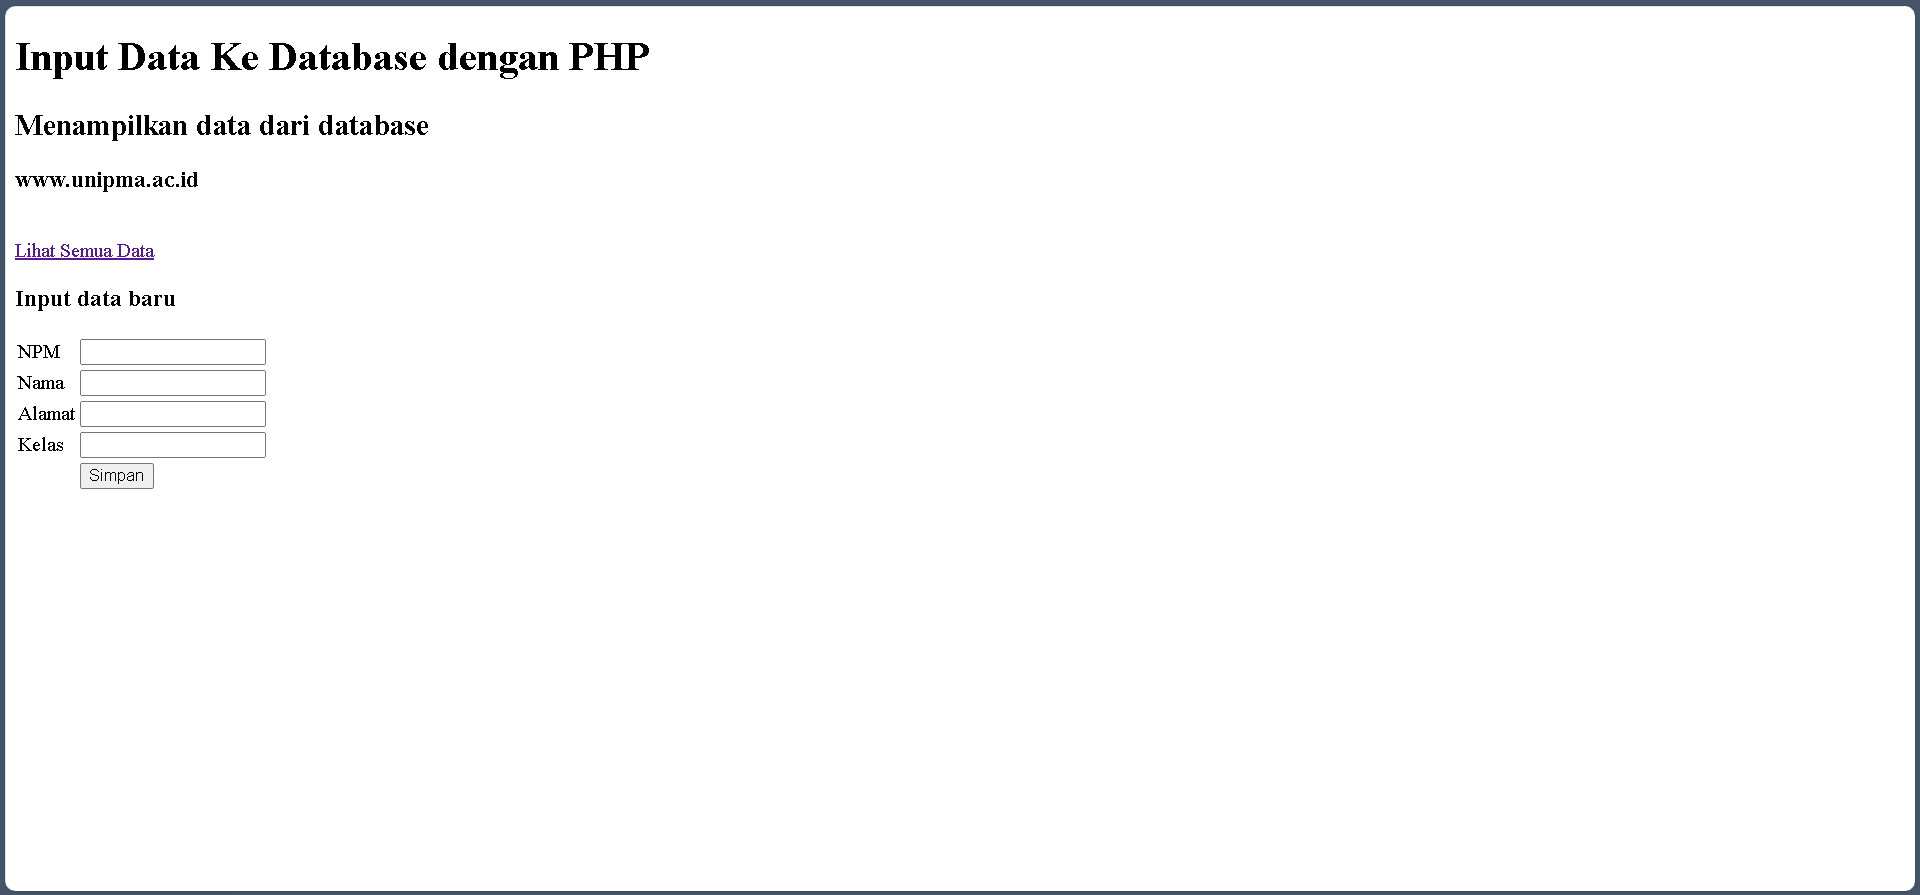 Input Data Ke Database dengan PHP
Menampilkan data dari database
www.unipma.ac.id
Lihat Semua Data
Input data baru
NPM
Nama
Alamat
Kelas
Simpan